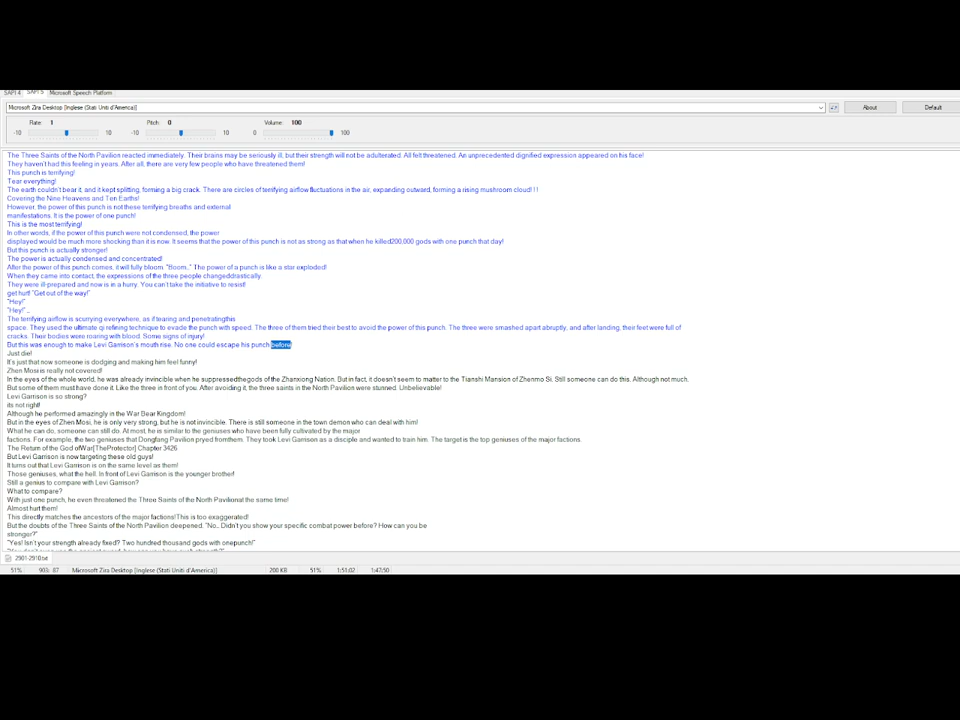 SAPI 4 SAPI 5 Microsoft Speech Platform
Microsoft Zira Desktop [Inglese (Stati Uniti d'America)] About Default
Rate: 1 Pitch: 0 Volume: 100
-10 10 -10 10 0 100
The Three Saints of the North Pavilion reacted immediately. Their brains may be seriously ill, but their strength will not be adulterated. All felt threatened. An unprecedented dignified expression appeared on his face!
They haven't had this feeling in years. After all, there are very few people who have threatened them!
This punch is terrifying!
Tear everything!
The earth couldn't bear it, and it kept splitting, forming a big crack. There are circles of terrifying airflow fluctuations in the air, expanding outward, forming a rising mushroom cloud! ! !
Covering the Nine Heavens and Ten Earths!
However, the power of this punch is not these terrifying breaths and external
manifestations. It is the power of one punch!
This is the most terrifying!
In other words, if the power of this punch were not condensed, the power
displayed would be much more shocking than it is now. It seems that the power of this punch is not as strong as that when he killed200,000 gods with one punch that day!
But this punch is actually stronger!
The power is actually condensed and concentrated!
After the power of this punch comes, it will fully bloom. "Boom..." The power of a punch is like a star exploded!
When they came into contact, the expressions of the three people changeddrastically.
They were ill-prepared and now is in a hurry. You can't take the initiative to resist!
get hurt! "Get out of the way!"
"Hey!"
"Hey!"...
The terrifying airflow is scurrying everywhere, as if tearing and penetratingthis
space. They used the ultimate qi refining technique to evade the punch with speed. The three of them tried their best to avoid the power of this punch. The three were smashed apart abruptly, and after landing, their feet were full of
cracks. Their bodies were roaring with blood. Some signs of injury!
But this was enough to make Levi Garrison's mouth rise. No one could escape his punch before.
Just die!
It's just that now someone is dodging and making him feel funny!
Zhen Mosi is really not covered!
In the eyes of the whole world, he was already invincible when he suppressedthegods of the Zhanxiong Nation. But in fact, it doesn't seem to matter to the Tianshi Mansion of Zhenmo Si. Still someone can do this. Although not much.
But some of them must have done it. Like the three in front of you. After avoiding it, the three saints in the North Pavilion were stunned. Unbelievable!
Levi Garrison is so strong?
its not right!
Although he performed amazingly in the War Bear Kingdom!
But in the eyes of Zhen Mosi, he is only very strong, but he is not invincible. There is still someone in the town demon who can deal with him!
What he can do, someone can still do. At most, he is similar to the geniuses who have been fully cultivated by the major
factions. For example, the two geniuses that Dongfang Pavilion pryed fromthem. They took Levi Garrison as a disciple and wanted to train him. The target is the top geniuses of the major factions.
The Return of the God ofWar[TheProtector] Chapter 3426
But Levi Garrison is now targeting these old guys!
It turns out that Levi Garrison is on the same level as them!
Those geniuses, what the hell. In front of Levi Garrison is the younger brother!
Still a genius to compare with Levi Garrison?
What to compare?
With just one punch, he even threatened the Three Saints of the North Pavilionat the same time!
Almost hurt them!
This directly matches the ancestors of the major factions!This is too exaggerated!
But the doubts of the Three Saints of the North Pavilion deepened. "No... Didn't you show your specific combat power before? How can you be
stronger?"
"Yes! Isn't your strength already fixed? Two hundred thousand gods with onepunch!"
2901-2910.txt
51% 903: 87 Microsoft Zira Desktop [Inglese (Stati Uniti d'America)] 200 KB 51% 1:51:02 1:47:50